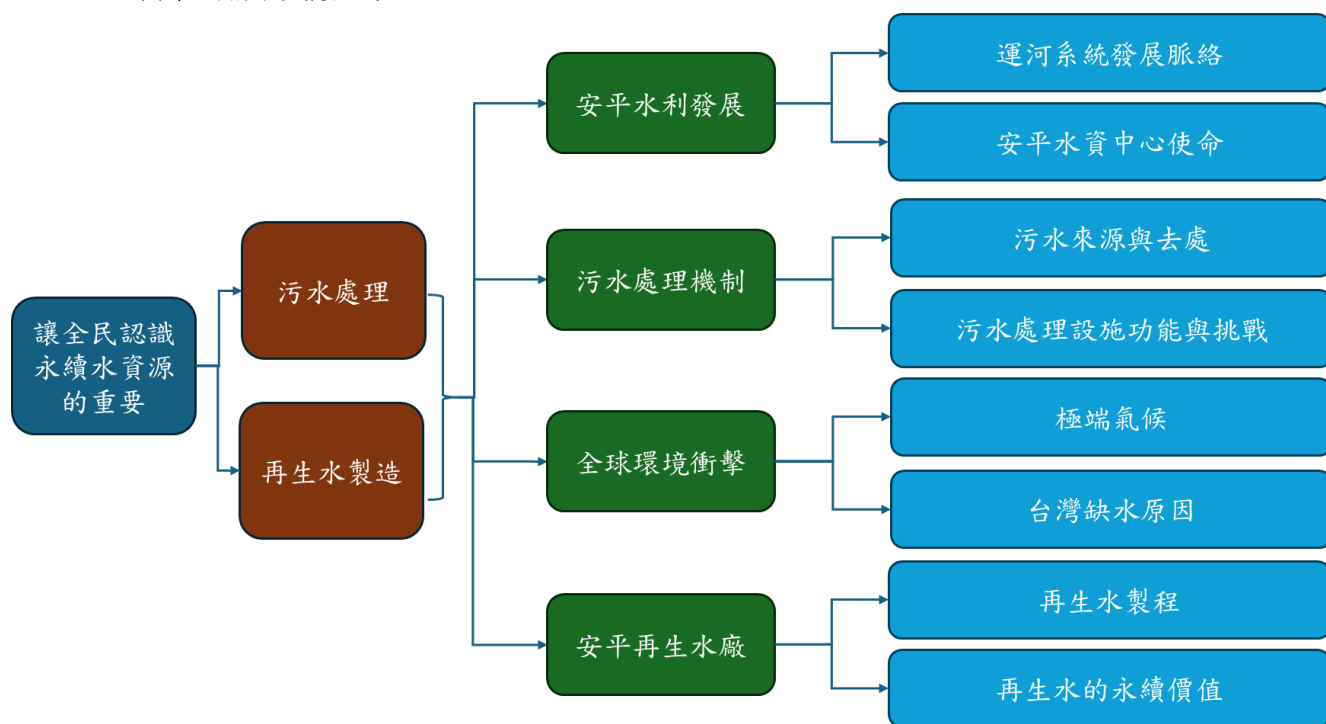 讓全民認識
永續水資源
的重要
污水處理
再生水製造
安平水利發展
污水處理機制
全球環境衝擊
安平再生水廠
運河系統發展脈絡
安平水資中心使命
污水來源與去處
污水處理設施功能與挑戰
極端氣候
台灣缺水原因
再生水製程
再生水的永續價值